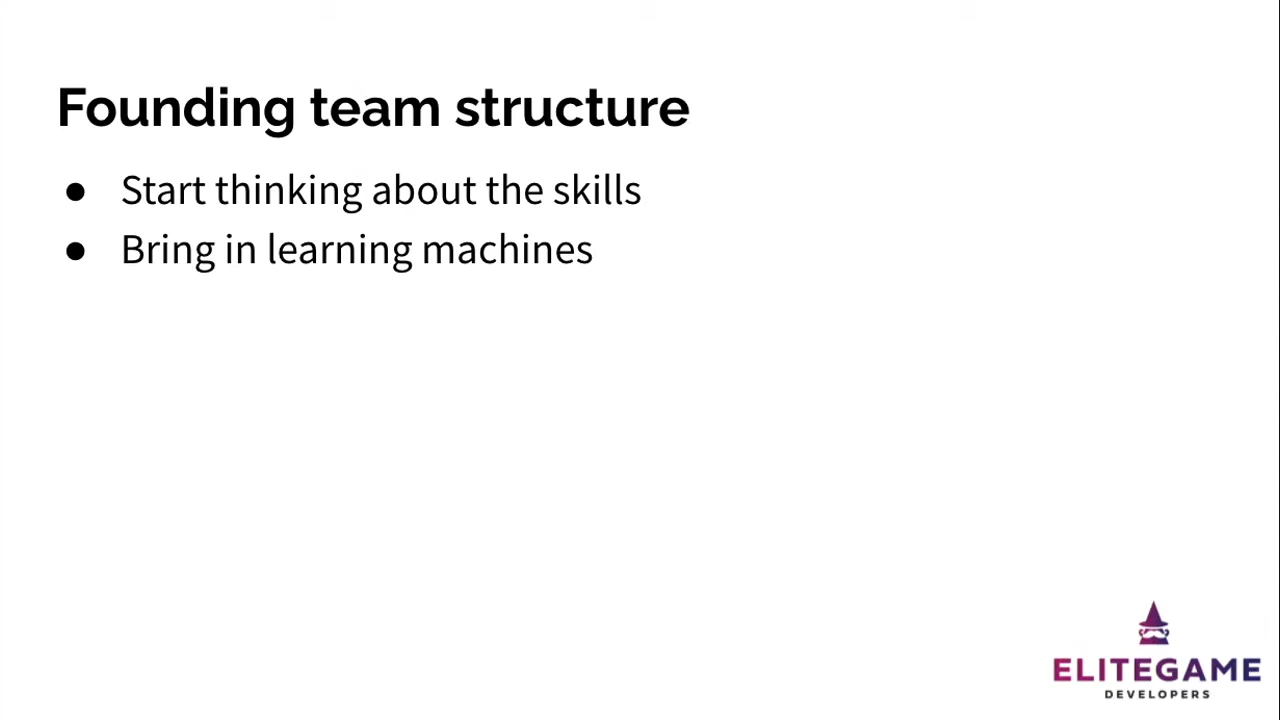 Founding team structure
● Start thinking about the skills
● Bring in learning machines
ELITEGAME
DEVELOPERS